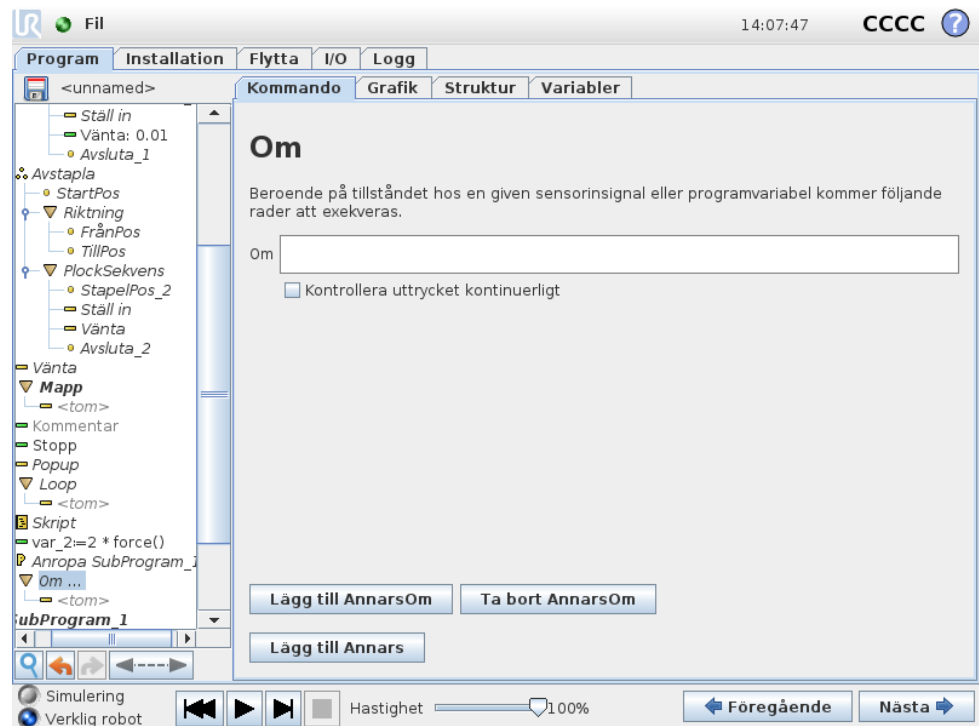 UR Fil 14:07:47 CCCC ?
Program Installation Flytta I/O Logg
<unnamed>
Kommando Grafik Struktur Variabler
Ställ in
Vänta: 0.01
Avsluta_1
Avstapla
StartPos
Riktning
FrånPos
TillPos
PlockSekvens
StapelPos_2
Ställ in
Vänta
Avsluta_2
Vänta
Mapp
<tom>
Kommentar
Stopp
Popup
Loop
<tom>
Skript
var_2:=2 * force()
Anropa SubProgram_1
Om ...
<tom>
SubProgram_1
Om
Beroende på tillståndet hos en given sensorinsignal eller programvariabel kommer följande
rader att exekveras.
Om
Kontrollera uttrycket kontinuerligt
Lägg till AnnarsOm Ta bort AnnarsOm
Lägg till Annars
Simulering
Verklig robot
Hastighet 100%
Föregående Nästa